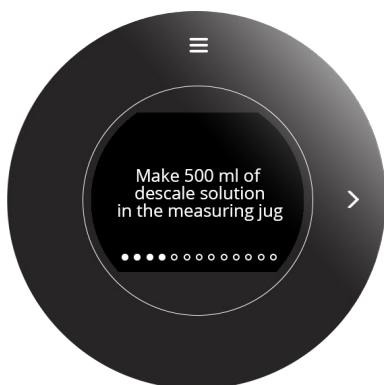 Make 500 ml of
descale solution
in the measuring jug